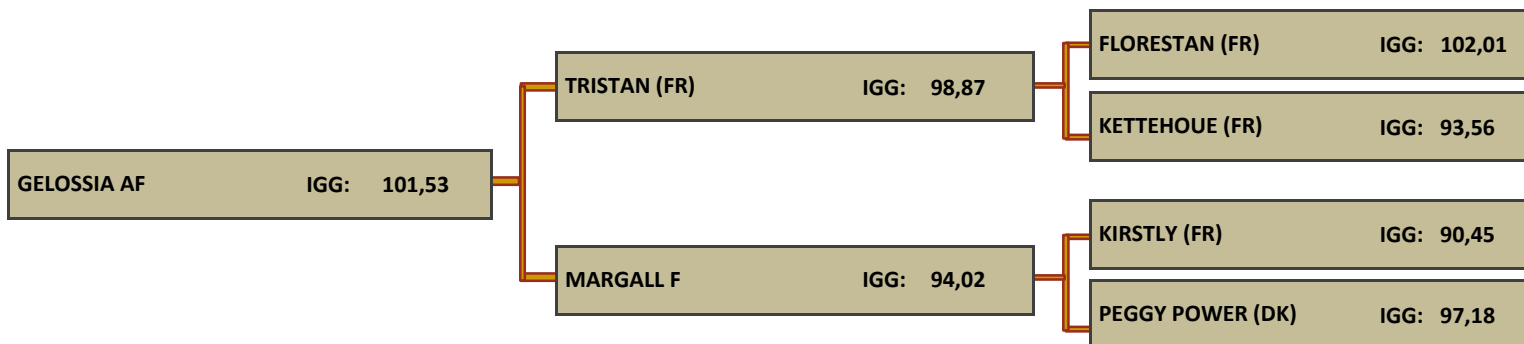 FLORESTAN (FR) IGG: 102,01
TRISTAN (FR) IGG: 98,87
KETTEHOUE (FR) IGG: 93,56
GELOSSIA AF IGG: 101,53
KIRSTLY (FR) IGG: 90,45
MARGALL F IGG: 94,02
PEGGY POWER (DK) IGG: 97,18